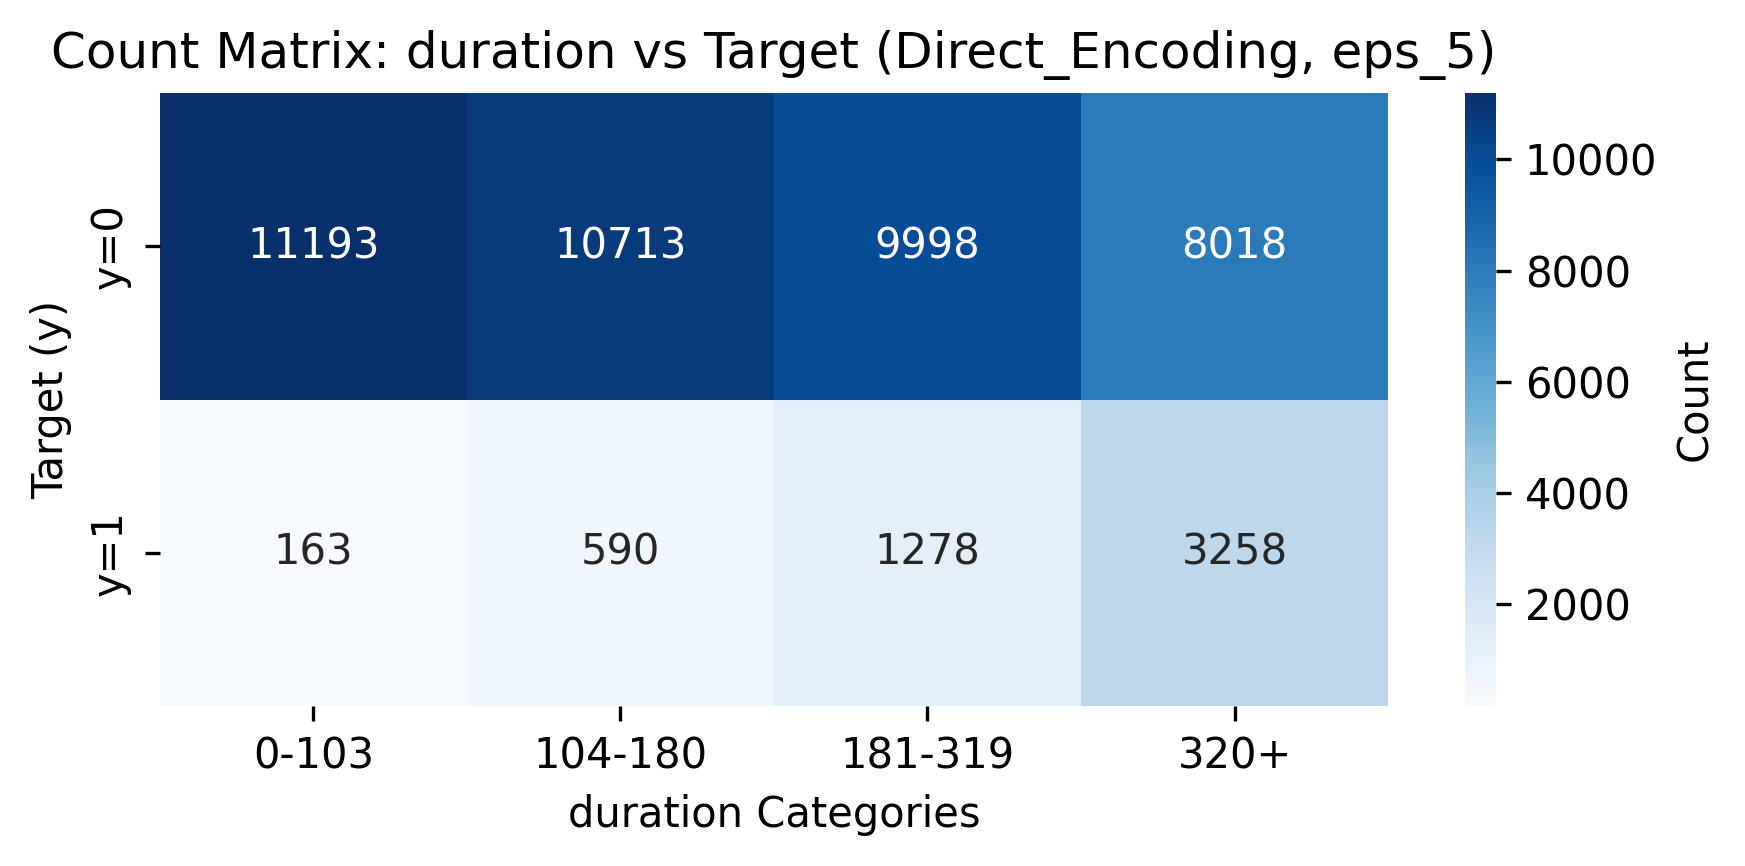 Count Matrix: duration vs Target (Direct_Encoding, eps_5)
Target (y)
y=0
11193 10713 9998 8018
y=1
163 590 1278 3258
0-103 104-180 181-319 320+
duration Categories
10000
8000
6000
4000
2000
Count